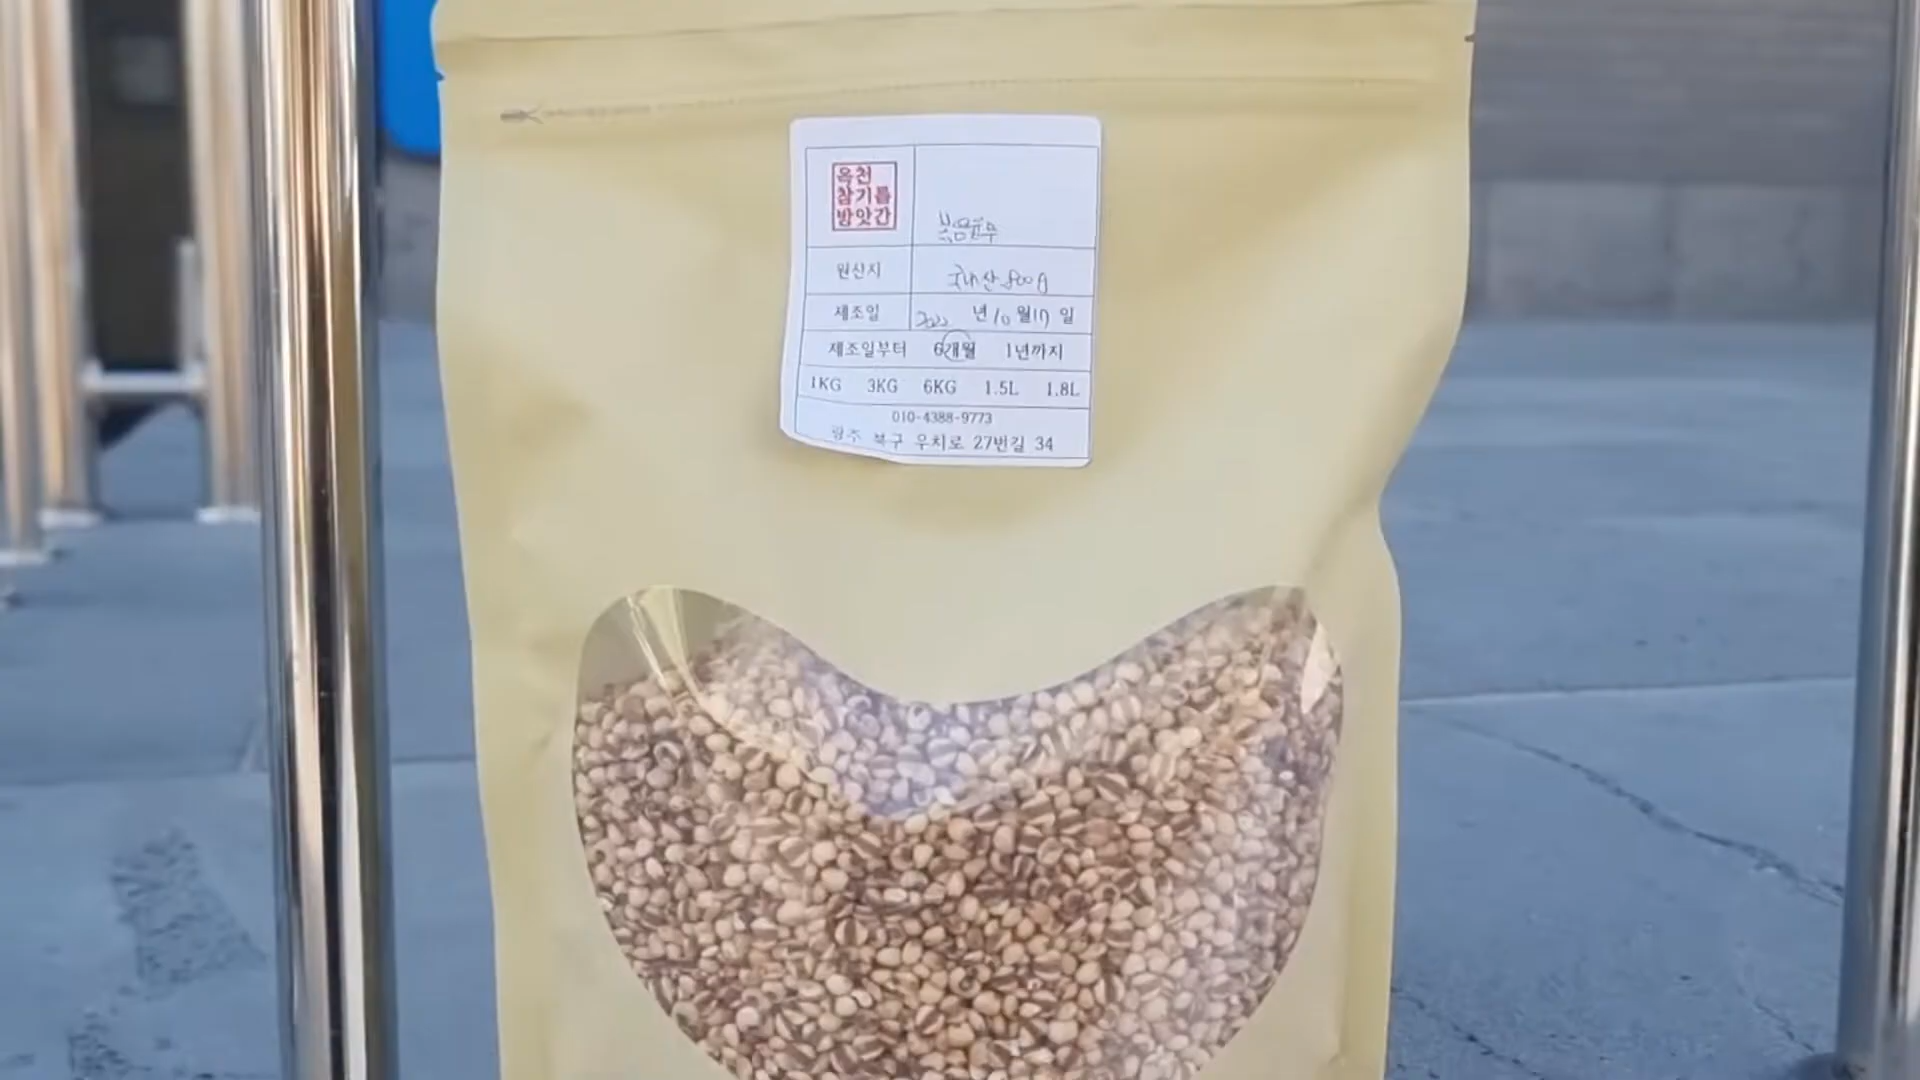 옥천
참기름
방앗간
볶음율무
원산지 국내산 800g
제조일 2022 년 10 월 17 일
제조일부터 6개월 1년까지
1KG 3KG 6KG 1.5L 1.8L
010-4388-9773
광주 북구 우치로 27번길 34